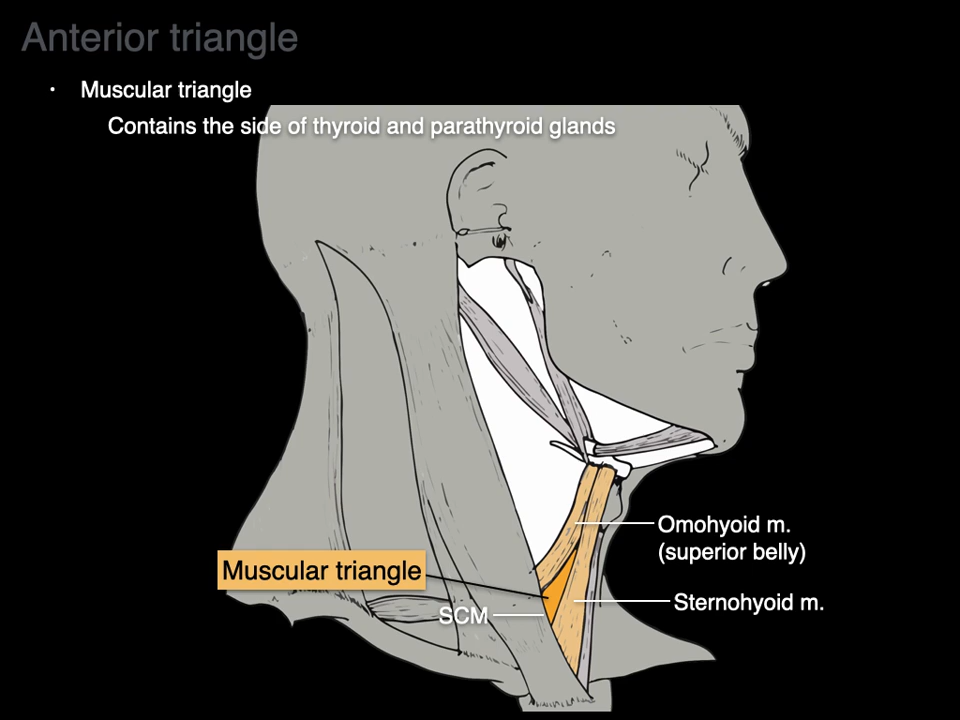 Anterior triangle
• Muscular triangle
Contains the side of thyroid and parathyroid glands
Omohyoid m.
(superior belly)
Muscular triangle
Sternohyoid m.
SCM